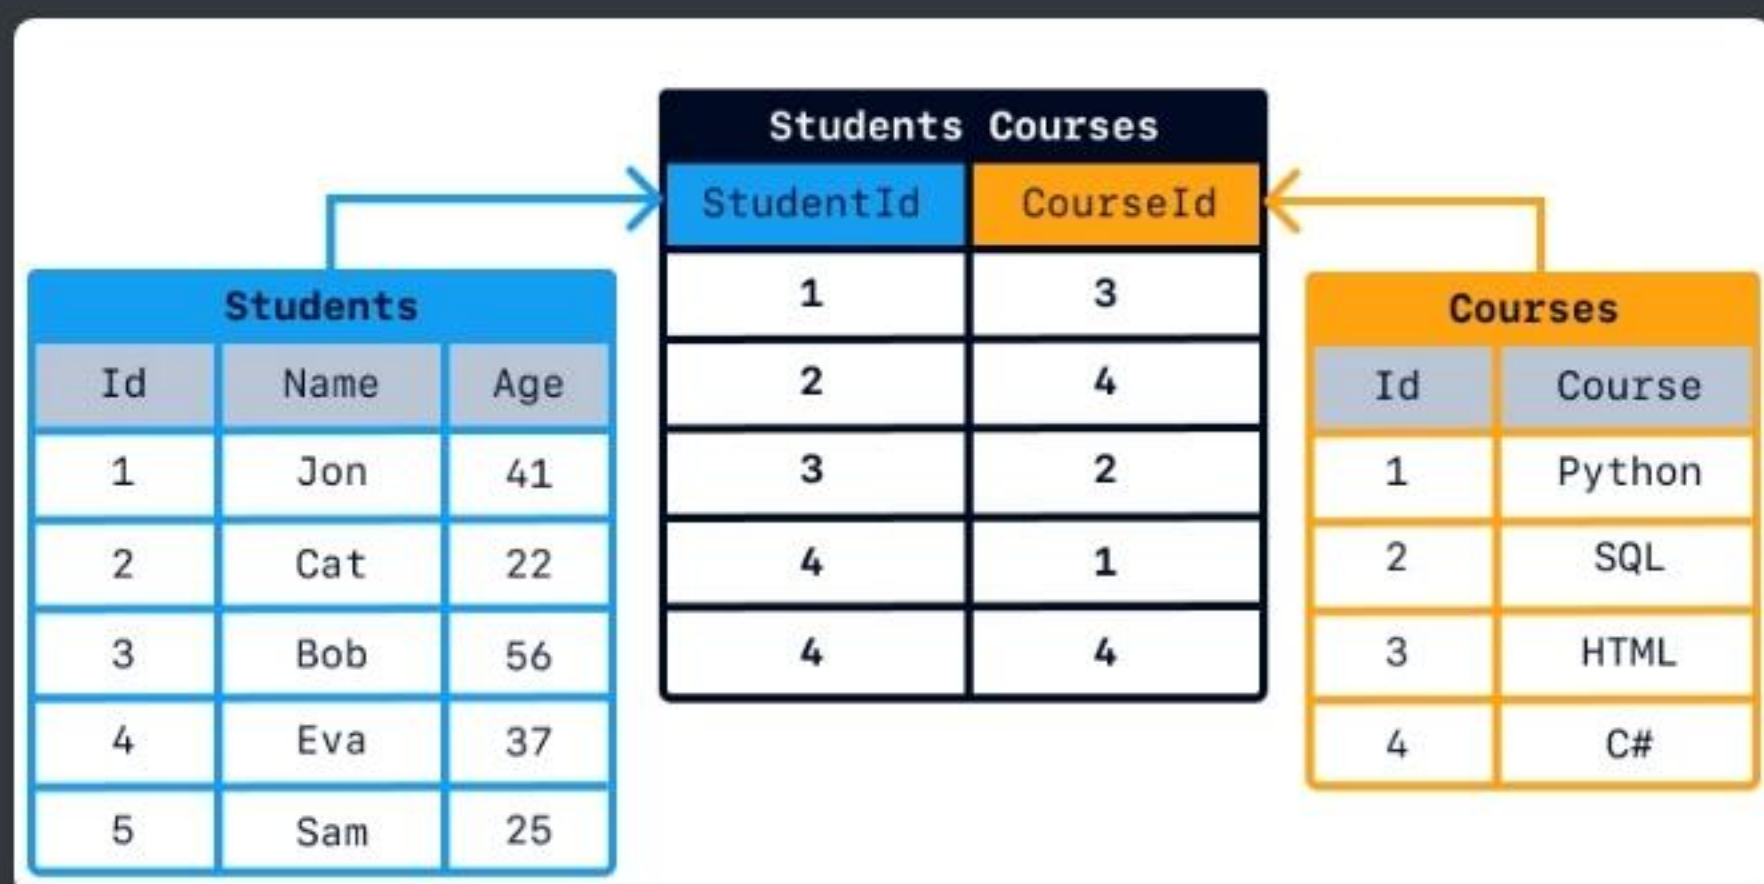 Students Courses
StudentId CourseId
1 3
2 4
3 2
4 1
4 4
Students
Id Name Age
1 Jon 41
2 Cat 22
3 Bob 56
4 Eva 37
5 Sam 25
Courses
Id Course
1 Python
2 SQL
3 HTML
4 C#